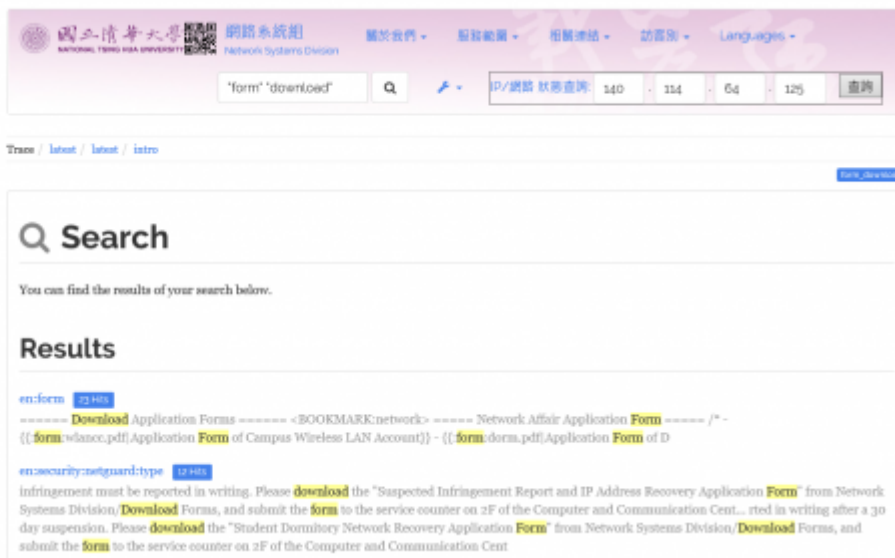 國立清華大學 網路系統組 關於我們 服務範圍 相關連結 訪客別 Languages
NATIONAL TSING HUA UNIVERSITY Network Systems Division
"form" "download" IP/網路 狀態查詢: 140 . 114 . 64 . 125 查詢
Trace / latest / latest / intro
form_downloa
Search
You can find the results of your search below.
Results
en:form 23 Hits
====== Download Application Forms ====== <BOOKMARK:network> ===== Network Affair Application Form ===== /* -
{{:form:wlancc.pdf|Application Form of Campus Wireless LAN Account}} - {{:form:dorm.pdf|Application Form of D
en:security:netguard:type 12 Hits
infringement must be reported in writing. Please download the "Suspected Infringement Report and IP Address Recovery Application Form" from Network
Systems Division/Download Forms, and submit the form to the service counter on 2F of the Computer and Communication Cent... rted in writing after a 30
day suspension. Please download the "Student Dormitory Network Recovery Application Form" from Network Systems Division/Download Forms, and
submit the form to the service counter on 2F of the Computer and Communication Cent